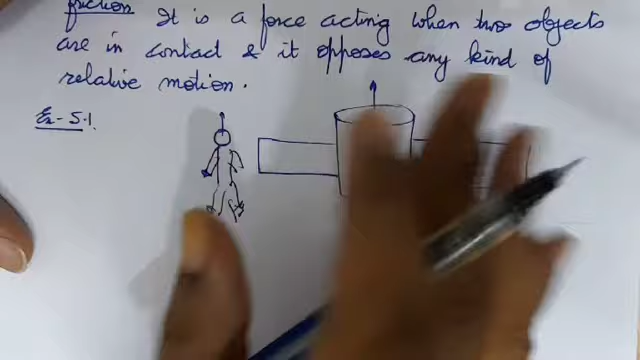 friction It is a force acting when two objects
are in contact & it opposes any kind of
relative motion.
Ex-5.1.